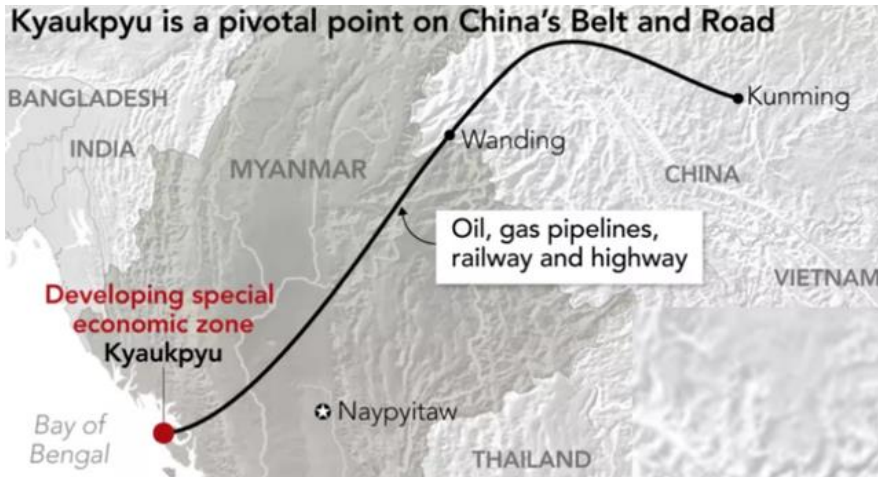 Kyaukpyu is a pivotal point on China's Belt and Road
BANGLADESH
Kunming
Wanding
INDIA
MYANMAR
CHINA
Oil, gas pipelines,
railway and highway
VIETNAM
Developing special
economic zone
Kyaukpyu
Naypyitaw
Bay of
Bengal
THAILAND